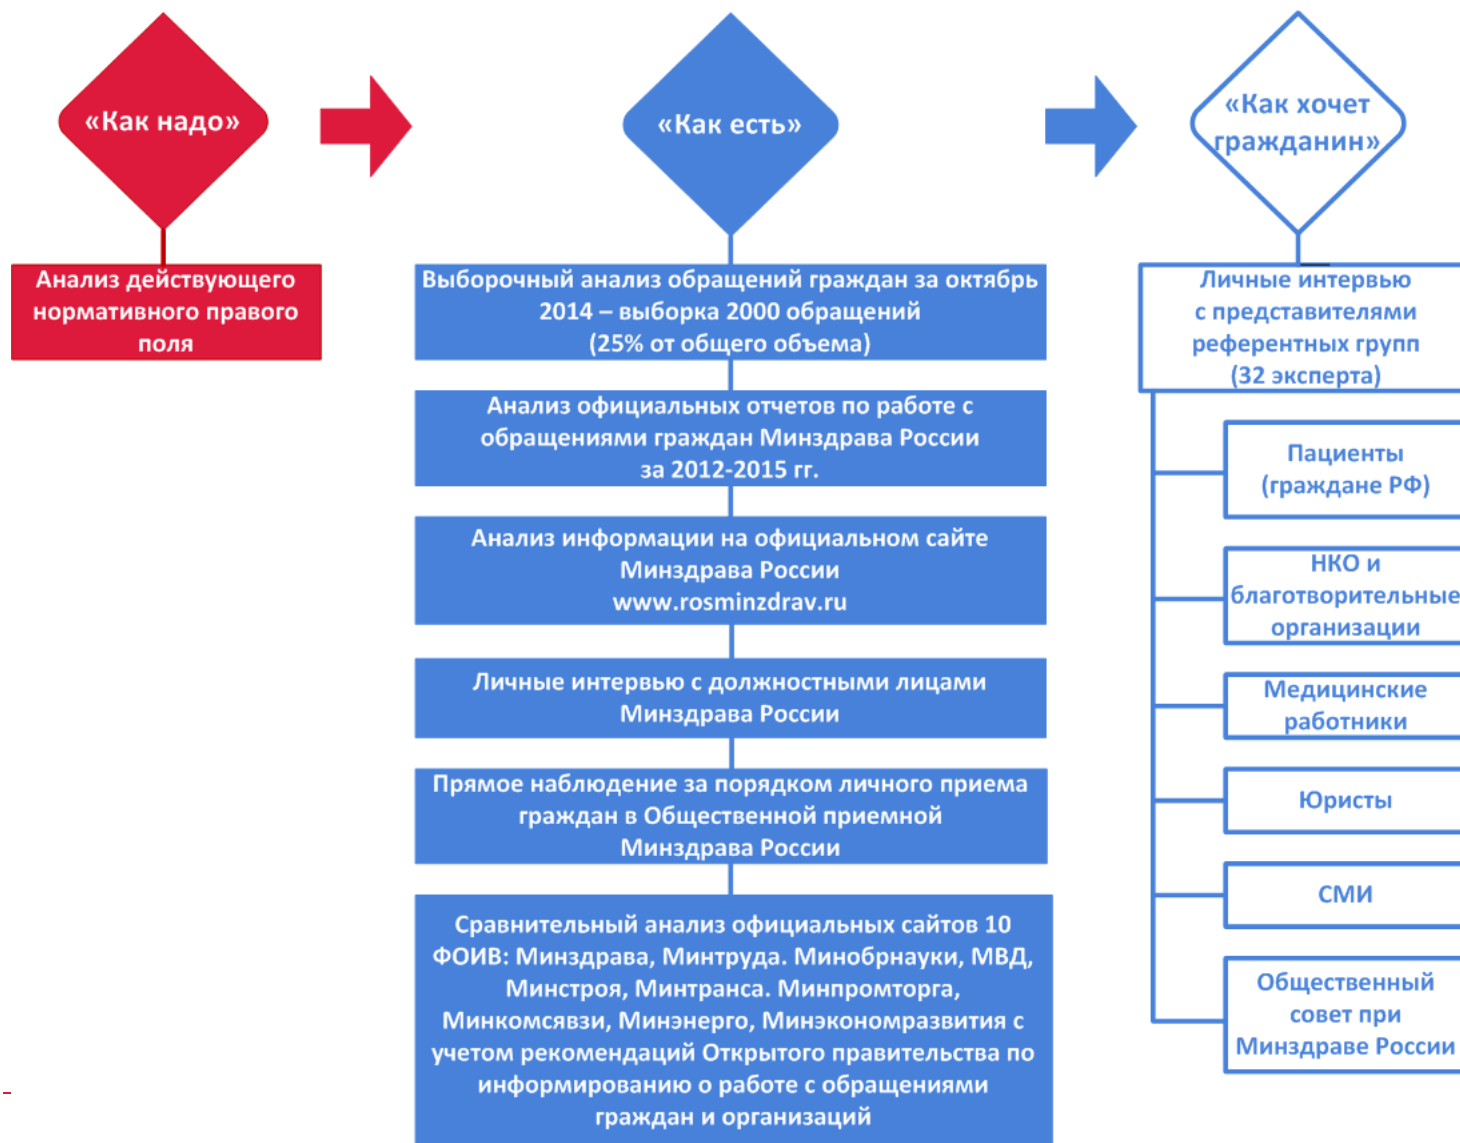 «Как надо»
Анализ действующего
нормативного правого
поля
«Как есть»
Выборочный анализ обращений граждан за октябрь
2014 – выборка 2000 обращений
(25% от общего объема)
Анализ официальных отчетов по работе с
обращениями граждан Минздрава России
за 2012-2015 гг.
Анализ информации на официальном сайте
Минздрава России
www.rosminzdrav.ru
Личные интервью с должностными лицами
Минздрава России
Прямое наблюдение за порядком личного приема
граждан в Общественной приемной
Минздрава России
Сравнительный анализ официальных сайтов 10
ФОИВ: Минздрава, Минтруда. Минобрнауки, МВД,
Минстроя, Минтранса. Минпромторга,
Минкомсявзи, Минэнерго, Минэкономразвития с
учетом рекомендаций Открытого правительства по
информированию о работе с обращениями
граждан и организаций
«Как хочет
гражданин»
Личные интервью
с представителями
референтных групп
(32 эксперта)
Пациенты
(граждане РФ)
НКО и
благотворительные
организации
Медицинские
работники
Юристы
СМИ
Общественный
совет при
Минздраве России